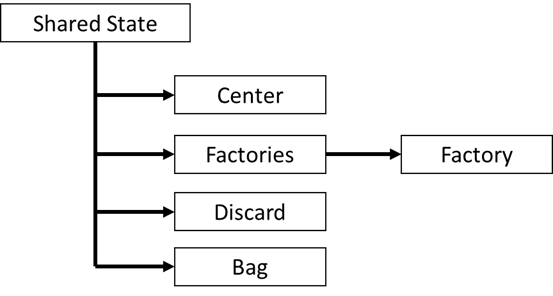 Shared State
Center
Factories
Factory
Discard
Bag